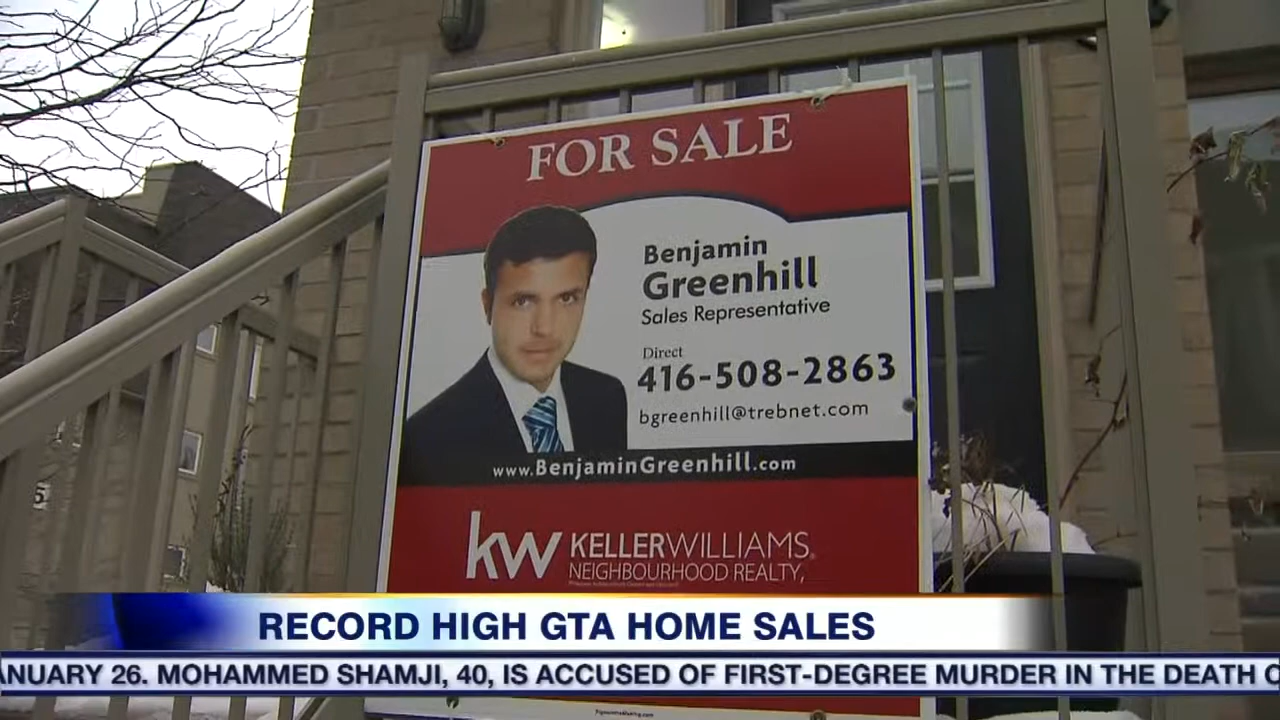 FOR SALE
Benjamin
Greenhill
Sales Representative
Direct
416-508-2863
bgreenhill@trebnet.com
www.BenjaminGreenhill.com
kw KELLERWILLIAMS®
NEIGHBOURHOOD REALTY,
RECORD HIGH GTA HOME SALES
ANUARY 26. MOHAMMED SHAMJI, 40, IS ACCUSED OF FIRST-DEGREE MURDER IN THE DEATH